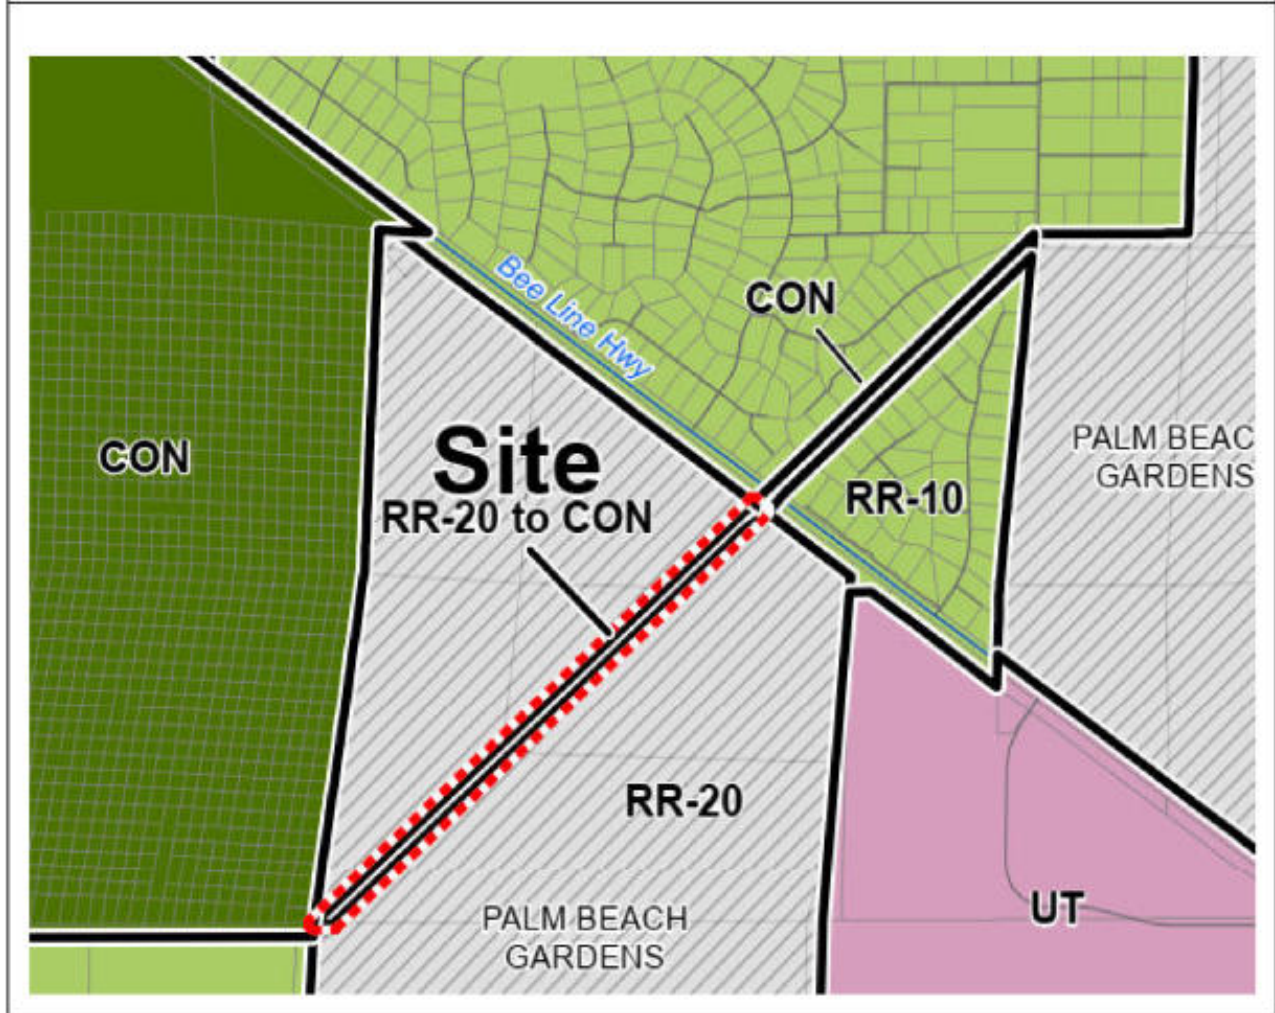 Bee Line Hwy
CON
PALM BEAC
GARDENS
CON
Site
RR-20 to CON
RR-10
RR-20
UT
PALM BEACH
GARDENS